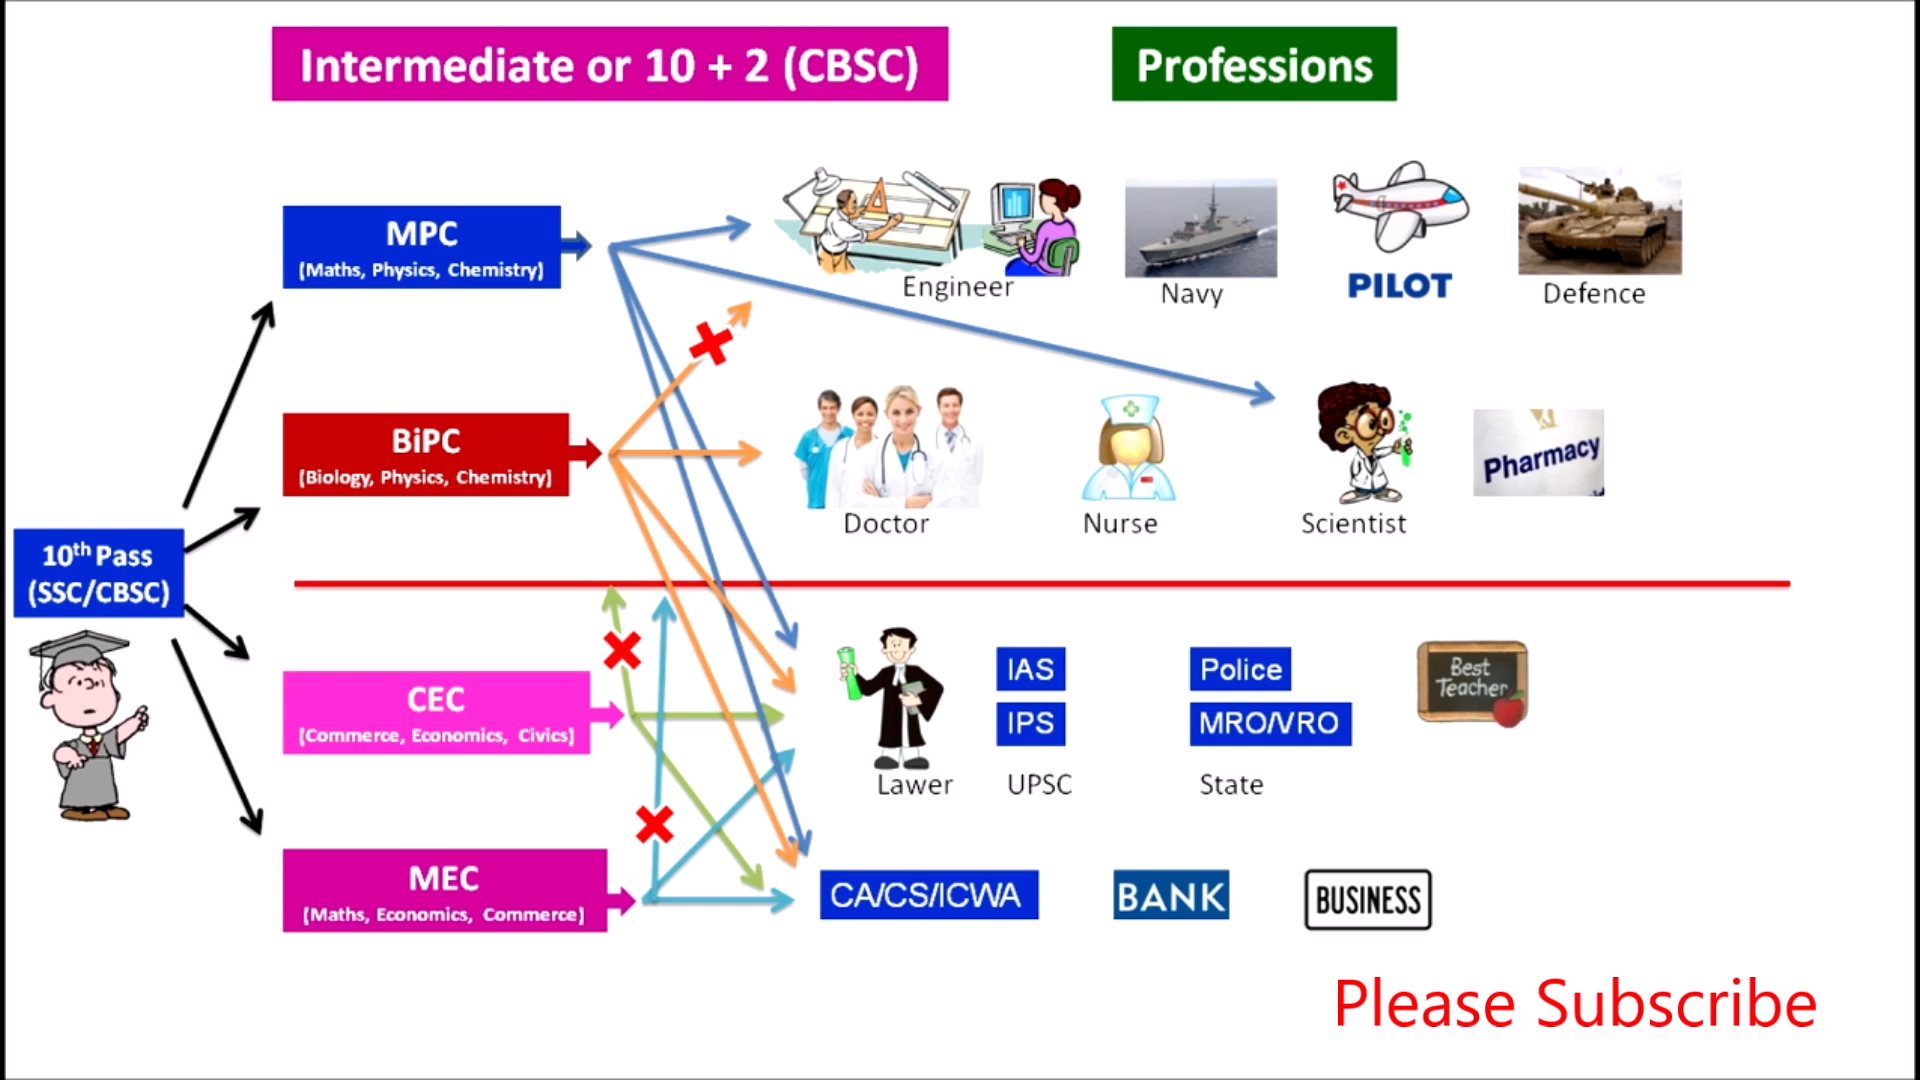 Intermediate or 10 + 2 (CBSC)
Professions
MPC
(Maths, Physics, Chemistry)
Engineer
Navy
PILOT
Defence
BiPC
(Biology, Physics, Chemistry)
Doctor
Nurse
Scientist
Pharmacy
10th Pass
(SSC/CBSC)
CEC
(Commerce, Economics, Civics)
Lawer
IAS
IPS
UPSC
Police
MRO/VRO
State
Best
Teacher
MEC
(Maths, Economics, Commerce)
CA/CS/ICWA
BANK
BUSINESS
Please Subscribe